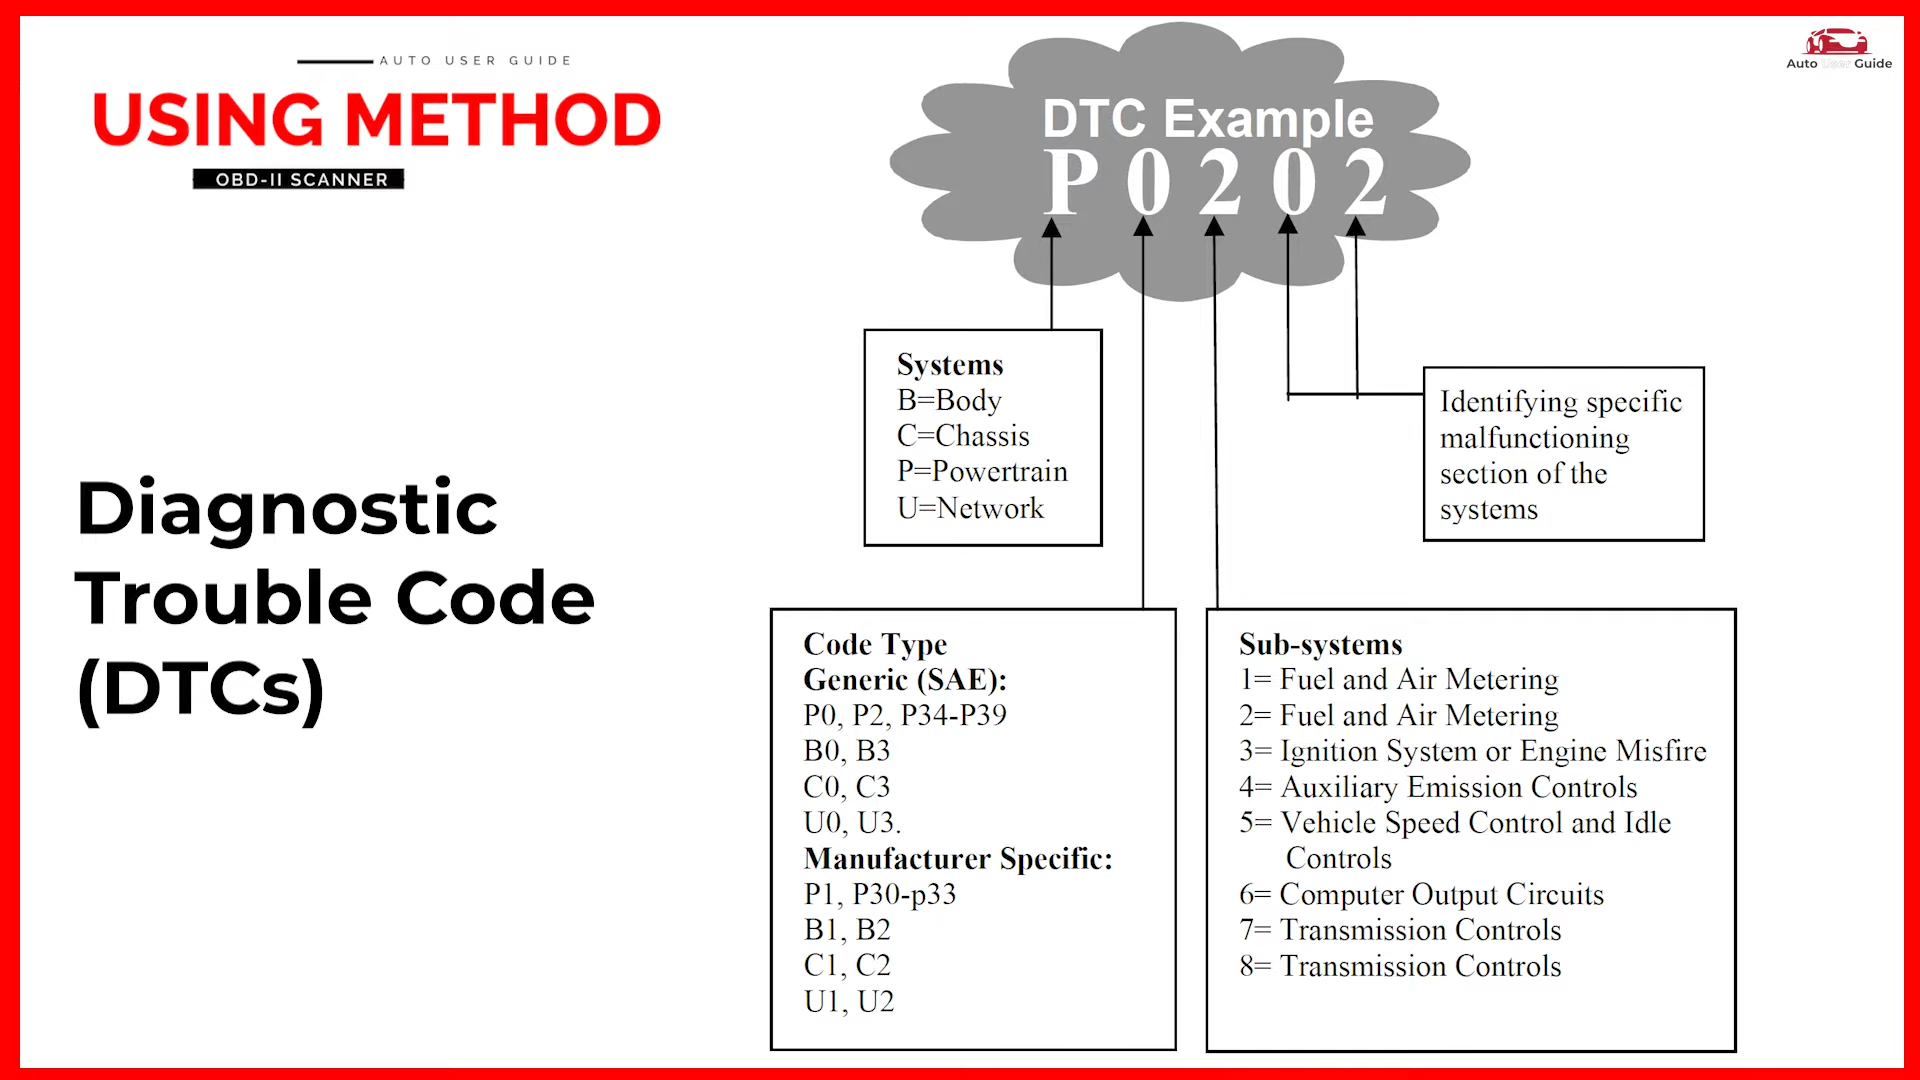 AUTO USER GUIDE
USING METHOD
OBD-II SCANNER
Auto User Guide
Diagnostic
Trouble Code
(DTCs)
DTC Example
P 0 2 0 2
Systems
B=Body
C=Chassis
P=Powertrain
U=Network
Identifying specific
malfunctioning
section of the
systems
Code Type
Generic (SAE):
P0, P2, P34-P39
B0, B3
C0, C3
U0, U3.
Manufacturer Specific:
P1, P30-p33
B1, B2
C1, C2
U1, U2
Sub-systems
1= Fuel and Air Metering
2= Fuel and Air Metering
3= Ignition System or Engine Misfire
4= Auxiliary Emission Controls
5= Vehicle Speed Control and Idle
Controls
6= Computer Output Circuits
7= Transmission Controls
8= Transmission Controls